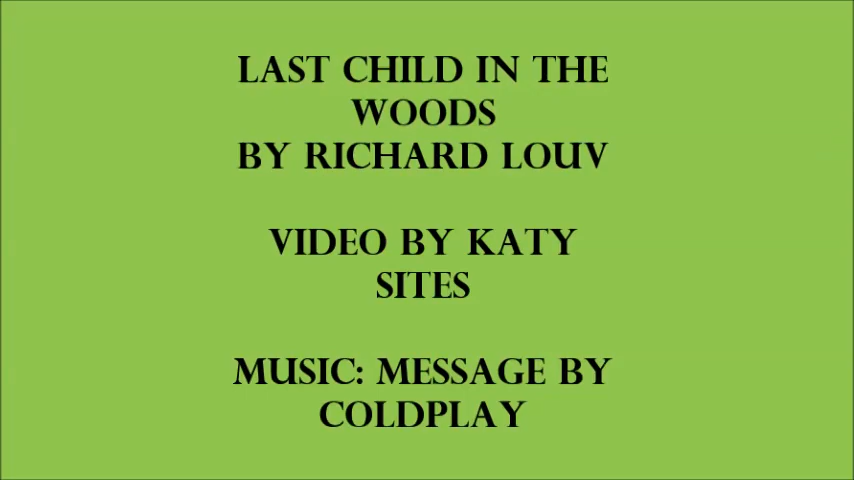 LAST CHILD IN THE
WOODS
BY RICHARD LOUV
VIDEO BY KATY
SITES
MUSIC: MESSAGE BY
COLDPLAY